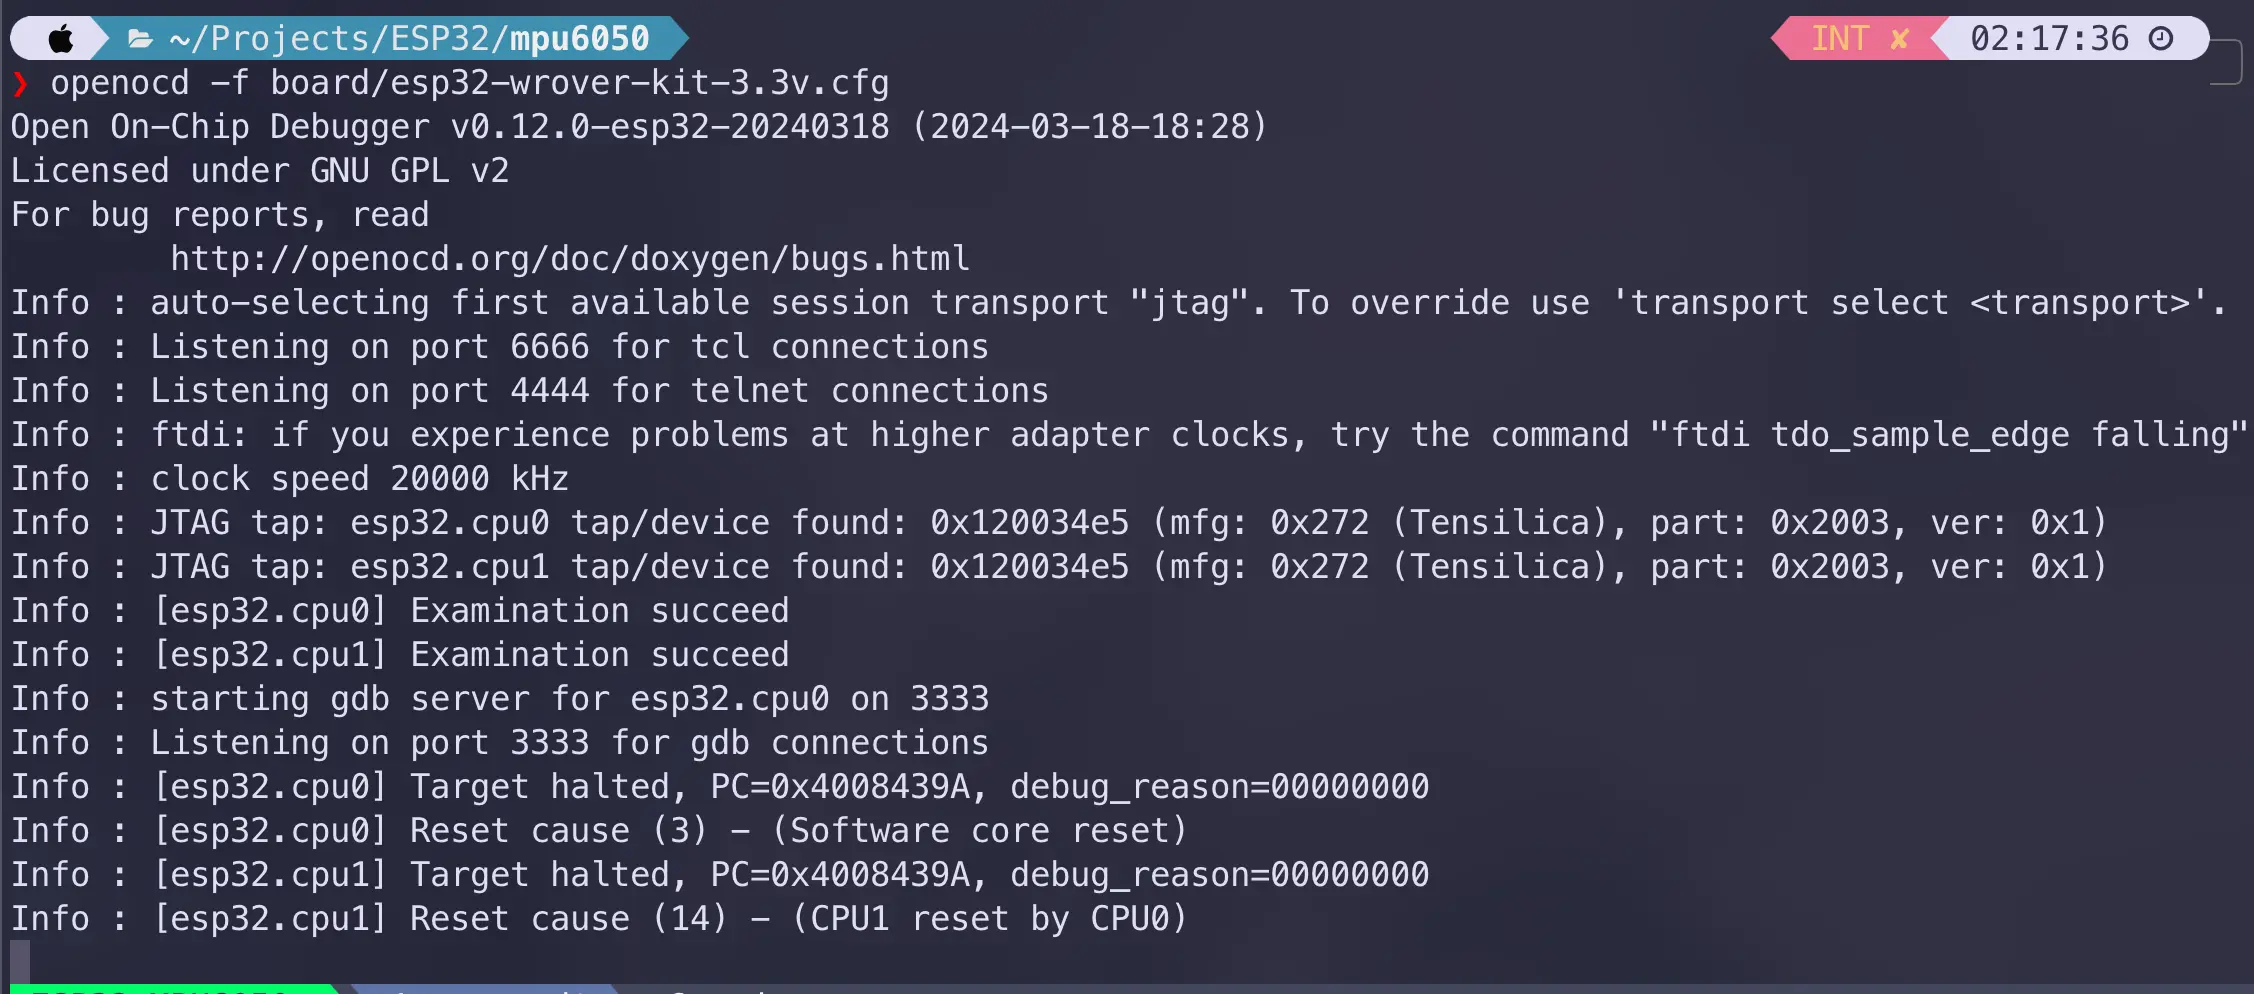 ~/Projects/ESP32/mpu6050 INT ✘ 02:17:36
❯ openocd -f board/esp32-wrover-kit-3.3v.cfg
Open On-Chip Debugger v0.12.0-esp32-20240318 (2024-03-18-18:28)
Licensed under GNU GPL v2
For bug reports, read
        http://openocd.org/doc/doxygen/bugs.html
Info : auto-selecting first available session transport "jtag". To override use 'transport select <transport>'.
Info : Listening on port 6666 for tcl connections
Info : Listening on port 4444 for telnet connections
Info : ftdi: if you experience problems at higher adapter clocks, try the command "ftdi tdo_sample_edge falling"
Info : clock speed 20000 kHz
Info : JTAG tap: esp32.cpu0 tap/device found: 0x120034e5 (mfg: 0x272 (Tensilica), part: 0x2003, ver: 0x1)
Info : JTAG tap: esp32.cpu1 tap/device found: 0x120034e5 (mfg: 0x272 (Tensilica), part: 0x2003, ver: 0x1)
Info : [esp32.cpu0] Examination succeed
Info : [esp32.cpu1] Examination succeed
Info : starting gdb server for esp32.cpu0 on 3333
Info : Listening on port 3333 for gdb connections
Info : [esp32.cpu0] Target halted, PC=0x4008439A, debug_reason=00000000
Info : [esp32.cpu0] Reset cause (3) - (Software core reset)
Info : [esp32.cpu1] Target halted, PC=0x4008439A, debug_reason=00000000
Info : [esp32.cpu1] Reset cause (14) - (CPU1 reset by CPU0)